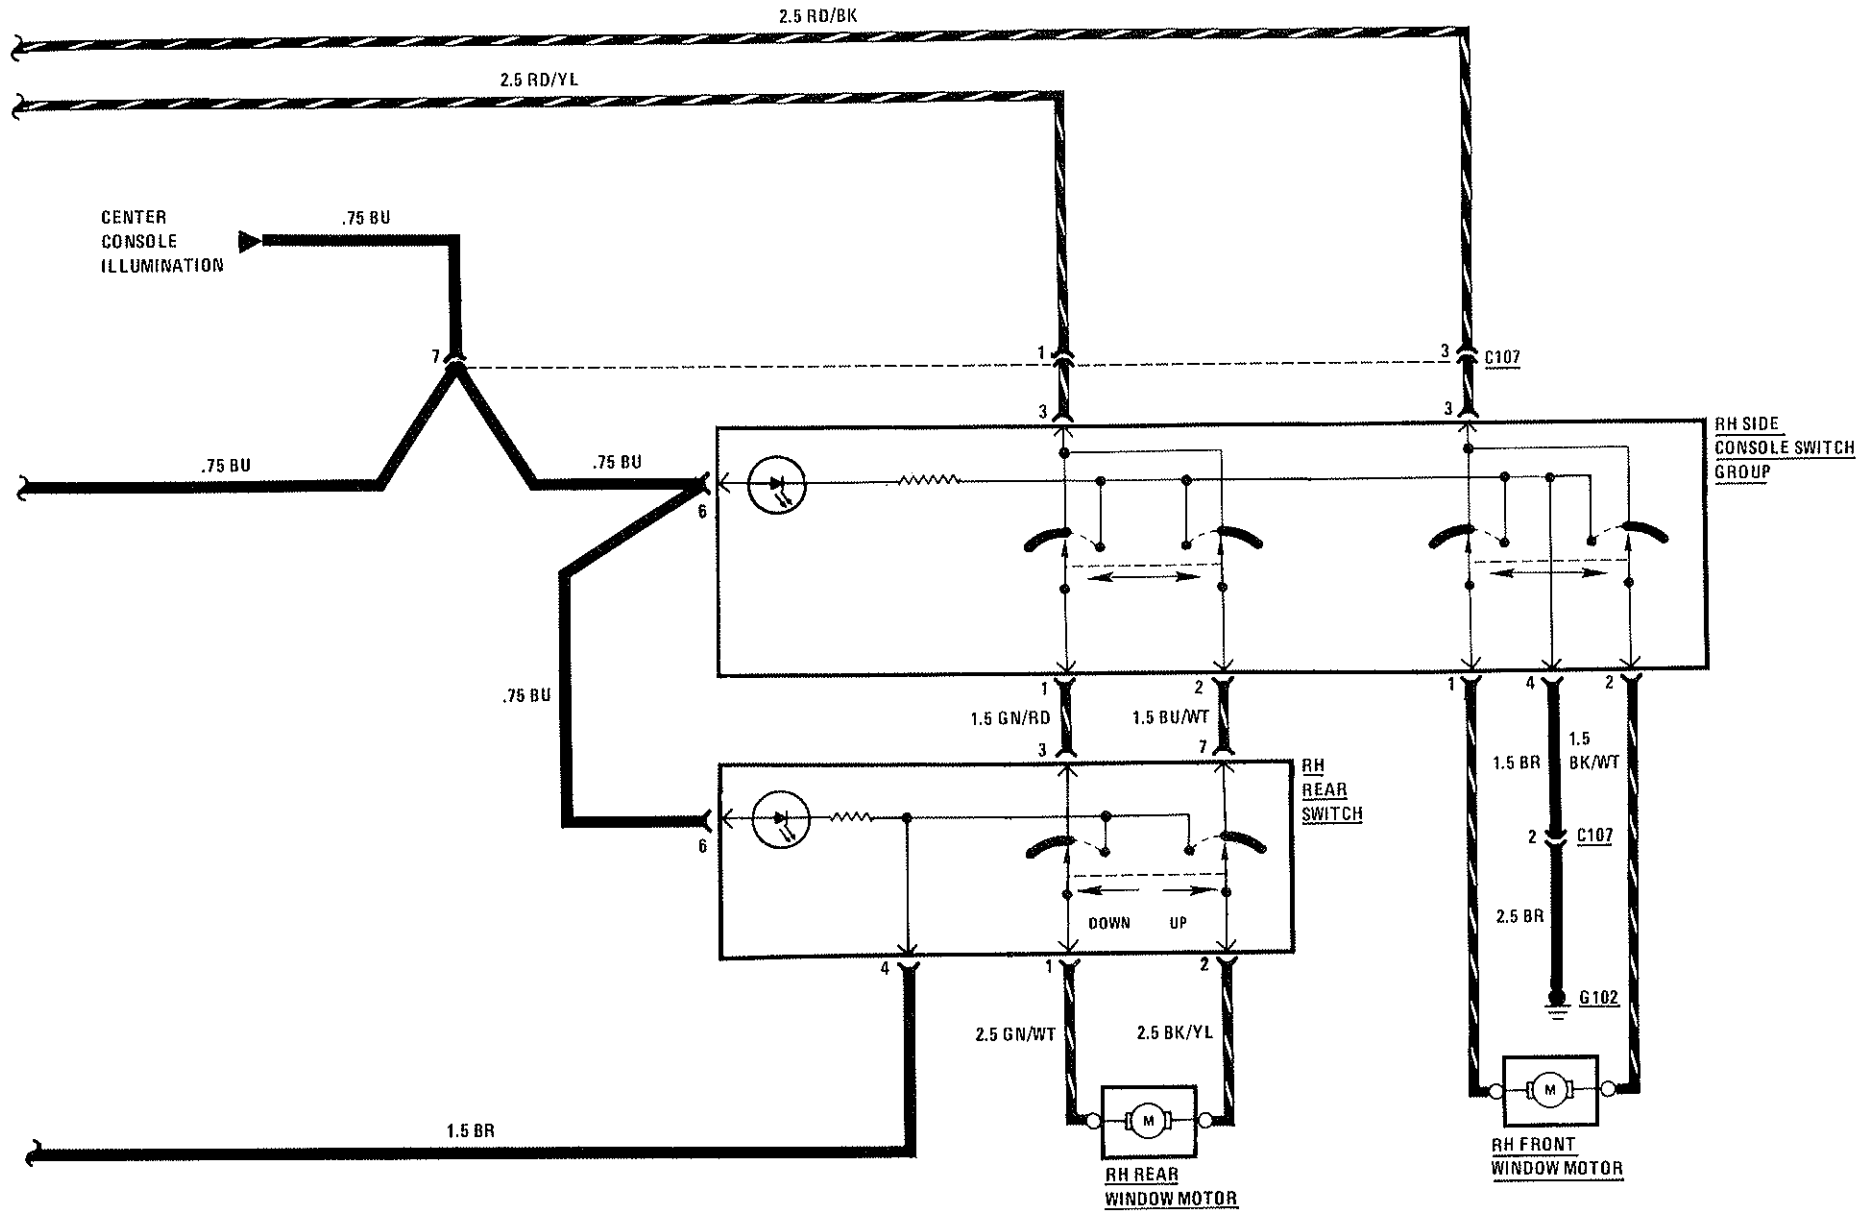 2.5 RD/BK
2.5 RD/YL
CENTER
CONSOLE
ILLUMINATION
.75 BU
7
1
3
C107
3
3
RH SIDE
CONSOLE SWITCH
GROUP
.75 BU
.75 BU
6
.75 BU
1
2
1
4
2
1.5 GN/RD
1.5 BU/WT
3
7
1.5 BR
1.5
BK/WT
RH
REAR
SWITCH
6
2
C107
DOWN
UP
2.5 BR
4
1
2
G102
2.5 GN/WT
2.5 BK/YL
M
M
1.5 BR
RH FRONT
WINDOW MOTOR
RH REAR
WINDOW MOTOR